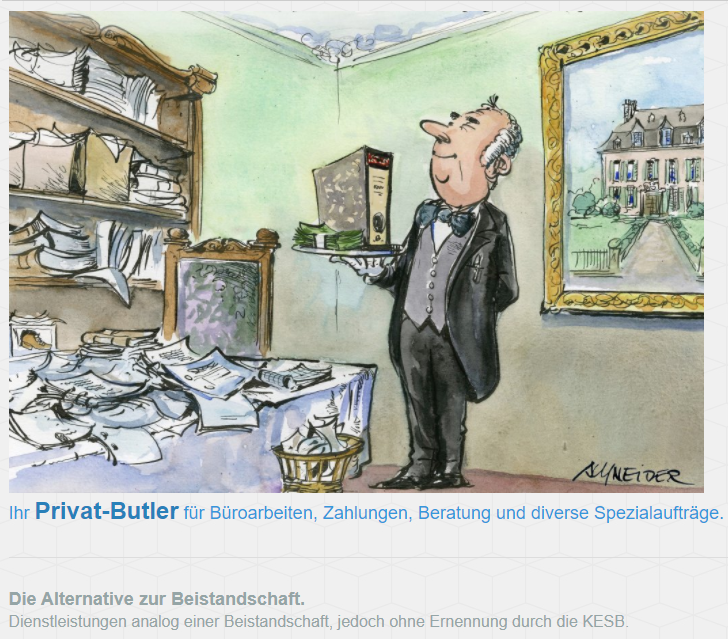 SCHNEIDER
Ihr Privat-Butler für Büroarbeiten, Zahlungen, Beratung und diverse Spezialaufträge.
Die Alternative zur Beistandschaft.
Dienstleistungen analog einer Beistandschaft, jedoch ohne Ernennung durch die KESB.